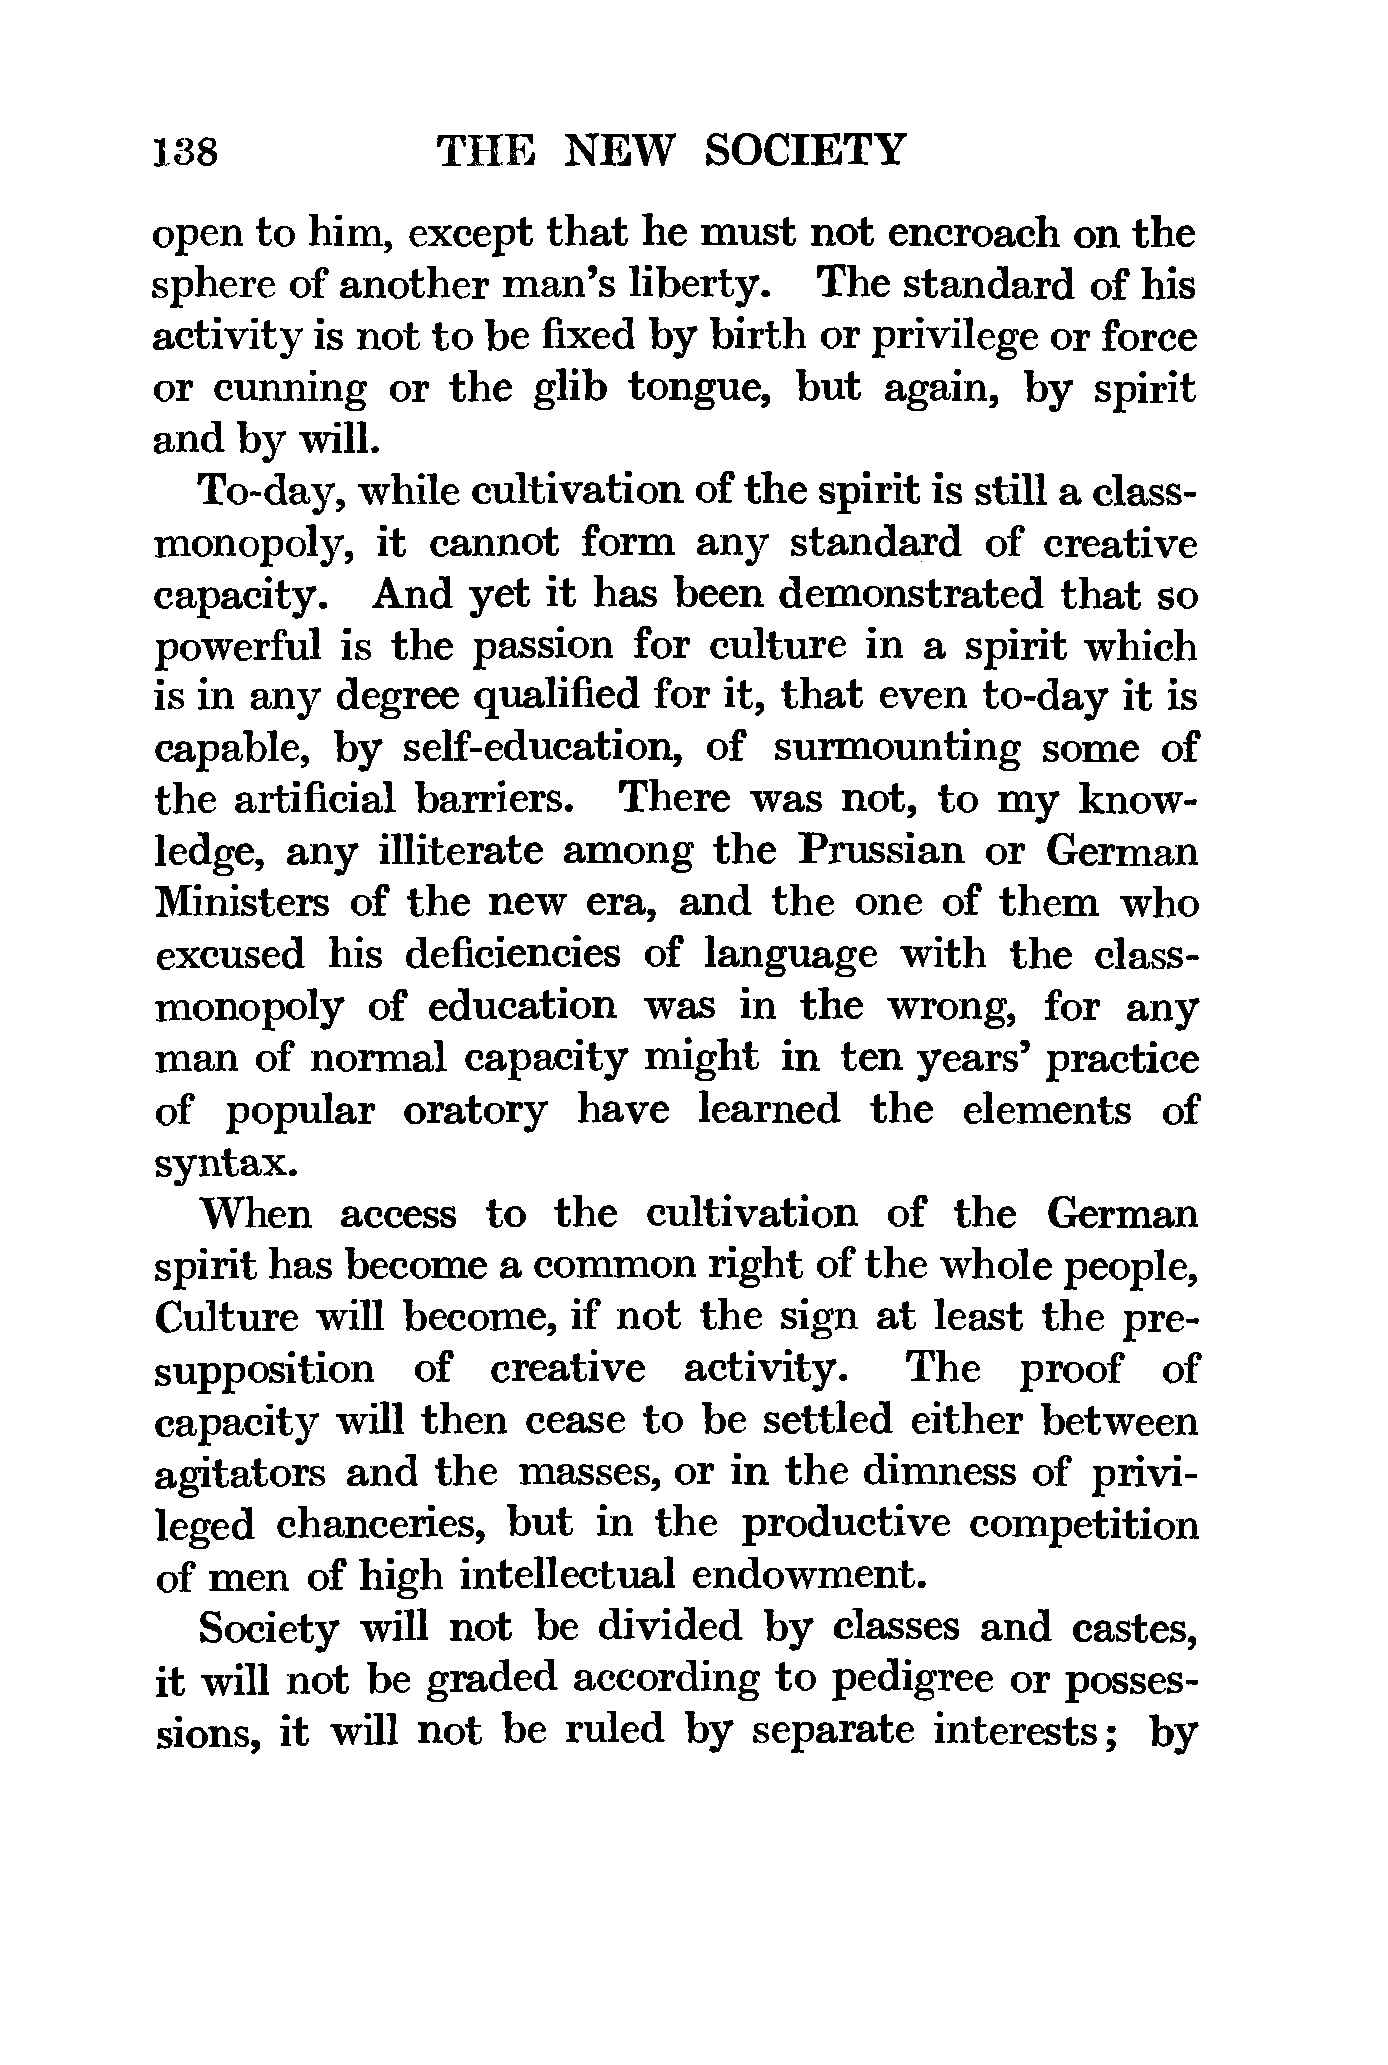 138 THE NEW SOCIETY
open to him, except that he must not encroach on the
sphere of another man's liberty. The standard of his
activity is not to be fixed by birth or privilege or force
or cunning or the glib tongue, but again, by spirit
and by will.
To-day, while cultivation of the spirit is still a class-
monopoly, it cannot form any standard of creative
capacity. And yet it has been demonstrated that so
powerful is the passion for culture in a spirit which
is in any degree qualified for it, that even to-day it is
capable, by self-education, of surmounting some of
the artificial barriers. There was not, to my know-
ledge, any illiterate among the Prussian or German
Ministers of the new era, and the one of them who
excused his deficiencies of language with the class-
monopoly of education was in the wrong, for any
man of normal capacity might in ten years' practice
of popular oratory have learned the elements of
syntax.
When access to the cultivation of the German
spirit has become a common right of the whole people,
Culture will become, if not the sign at least the pre-
supposition of creative activity. The proof of
capacity will then cease to be settled either between
agitators and the masses, or in the dimness of privi-
leged chanceries, but in the productive competition
of men of high intellectual endowment.
Society will not be divided by classes and castes,
it will not be graded according to pedigree or posses-
sions, it will not be ruled by separate interests; by